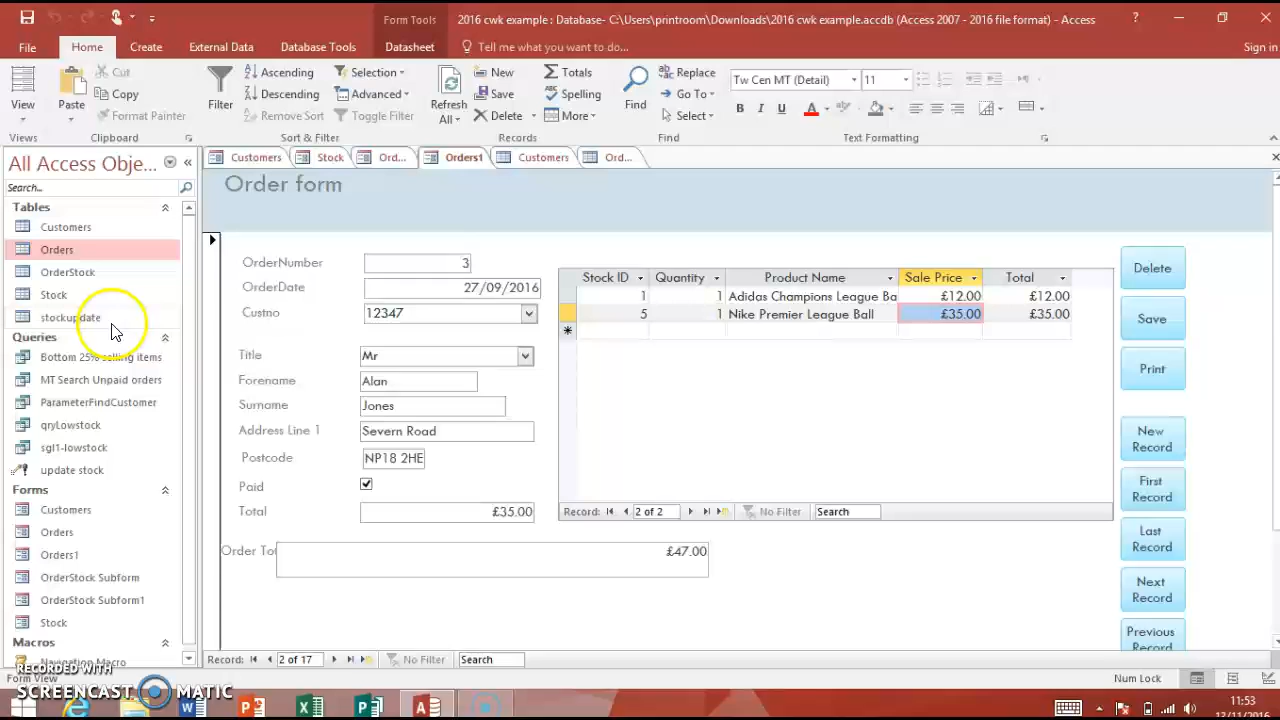 Form Tools
2016 cwk example : Database- C:\Users\printroom\Downloads\2016 cwk example.accdb (Access 2007 - 2016 file format) - Access
?
File Home Create External Data Database Tools Datasheet Tell me what you want to do... Sign in
View
Views
Paste
Cut
Copy
Format Painter
Clipboard
Filter
Ascending
Descending
Remove Sort
Selection
Advanced
Toggle Filter
Sort & Filter
Refresh
All
New
Save
Delete
Totals
Spelling
More
Records
Find
Replace
Go To
Select
Find
Tw Cen MT (Detail) 11
B I U A
Text Formatting
All Access Obje...
Search...
Tables
Customers
Orders
OrderStock
Stock
stockupdate
Queries
Bottom 25% selling items
MT Search Unpaid orders
ParameterFindCustomer
qryLowstock
sgl1-lowstock
update stock
Forms
Customers
Orders
Orders1
OrderStock Subform
OrderStock Subform1
Stock
Macros
Navigation Macro
Customers Stock Ord... Orders1 Customers Ord...
Order form
OrderNumber 3
OrderDate 27/09/2016
Custno 12347
Title Mr
Forename Alan
Surname Jones
Address Line 1 Severn Road
Postcode NP18 2HE
Paid
Total £35.00
Order Tot £47.00
Stock ID Quantity Product Name Sale Price Total
1 1 Adidas Champions League Ba £12.00 £12.00
5 1 Nike Premier League Ball £35.00 £35.00
Record: 2 of 2 No Filter Search
Delete
Save
Print
New
Record
First
Record
Last
Record
Next
Record
Previous
Record
Record: 2 of 17 No Filter Search
RECORDED WITH
SCREENCAST MATIC
Form View
Num Lock
11:53